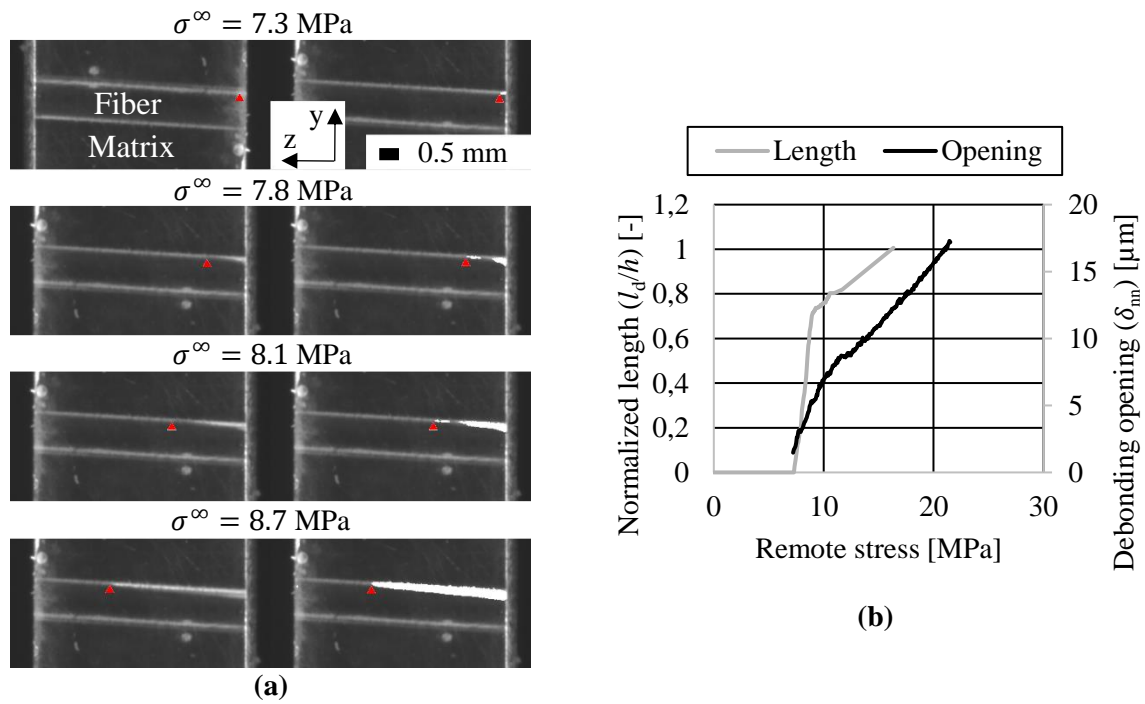 σ∞ = 7.3 MPa
Fiber
Matrix
y
z
0.5 mm
σ∞ = 7.8 MPa
σ∞ = 8.1 MPa
σ∞ = 8.7 MPa
(a)
Length Opening
Normalized length (ld/h) [-]
1,2
1
0,8
0,6
0,4
0,2
0
20
15
10
5
0
Debonding opening (δnn) [μm]
0 10 20 30
Remote stress [MPa]
(b)